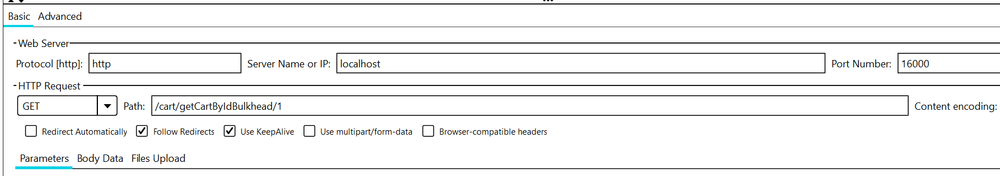 Basic Advanced
Web Server
Protocol [http]: http Server Name or IP: localhost Port Number: 16000
HTTP Request
GET Path: /cart/getCartByIdBulkhead/1 Content encoding:
Redirect Automatically Follow Redirects Use KeepAlive Use multipart/form-data Browser-compatible headers
Parameters Body Data Files Upload